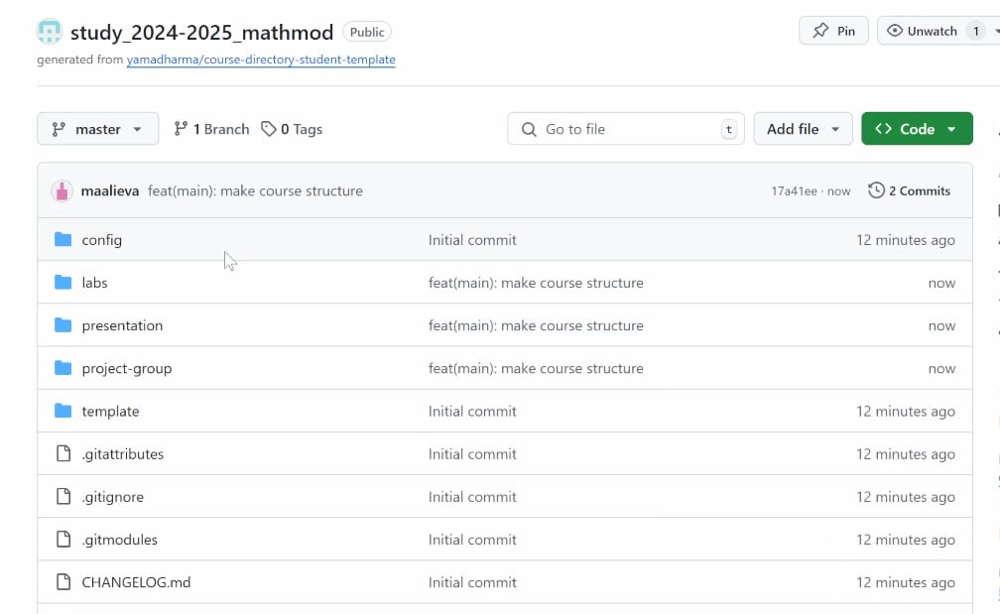 study_2024-2025_mathmod Public Pin Unwatch 1
generated from yamadharma/course-directory-student-template
master 1 Branch 0 Tags Go to file t Add file Code
maalieva feat(main): make course structure 17a41ee · now 2 Commits
config Initial commit 12 minutes ago
labs feat(main): make course structure now
presentation feat(main): make course structure now
project-group feat(main): make course structure now
template Initial commit 12 minutes ago
.gitattributes Initial commit 12 minutes ago
.gitignore Initial commit 12 minutes ago
.gitmodules Initial commit 12 minutes ago
CHANGELOG.md Initial commit 12 minutes ago